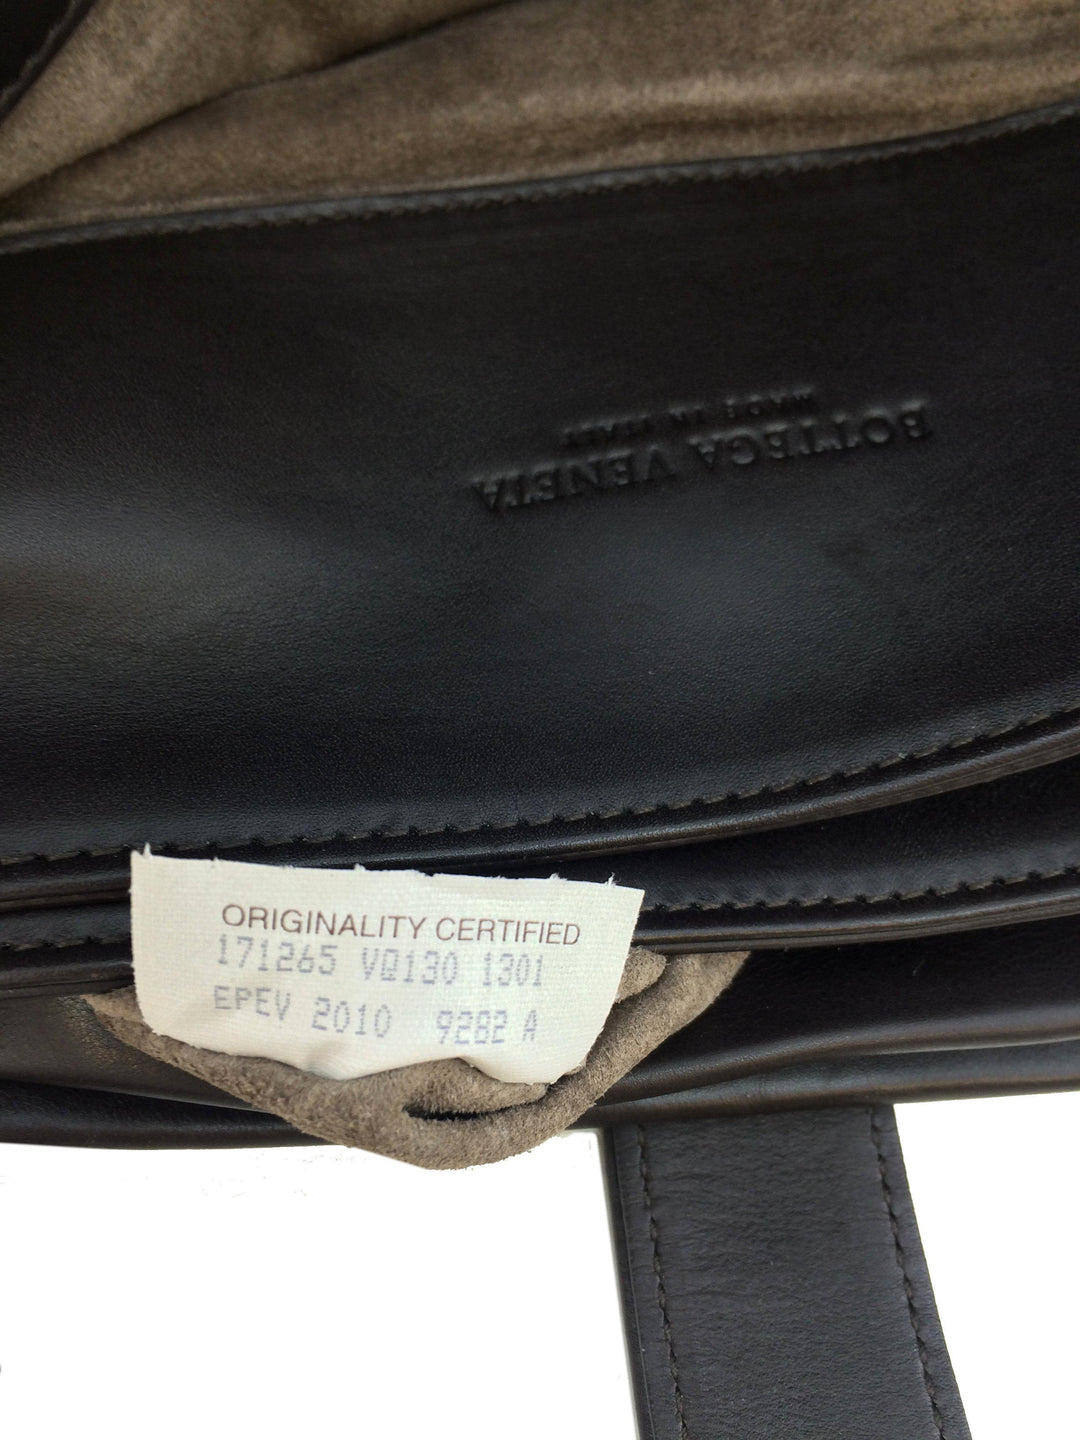 BOTTEGA VENETA
MADE IN ITALY
ORIGINALITY CERTIFIED
171265 VQ130 1301
EPEV 2010 9282 A